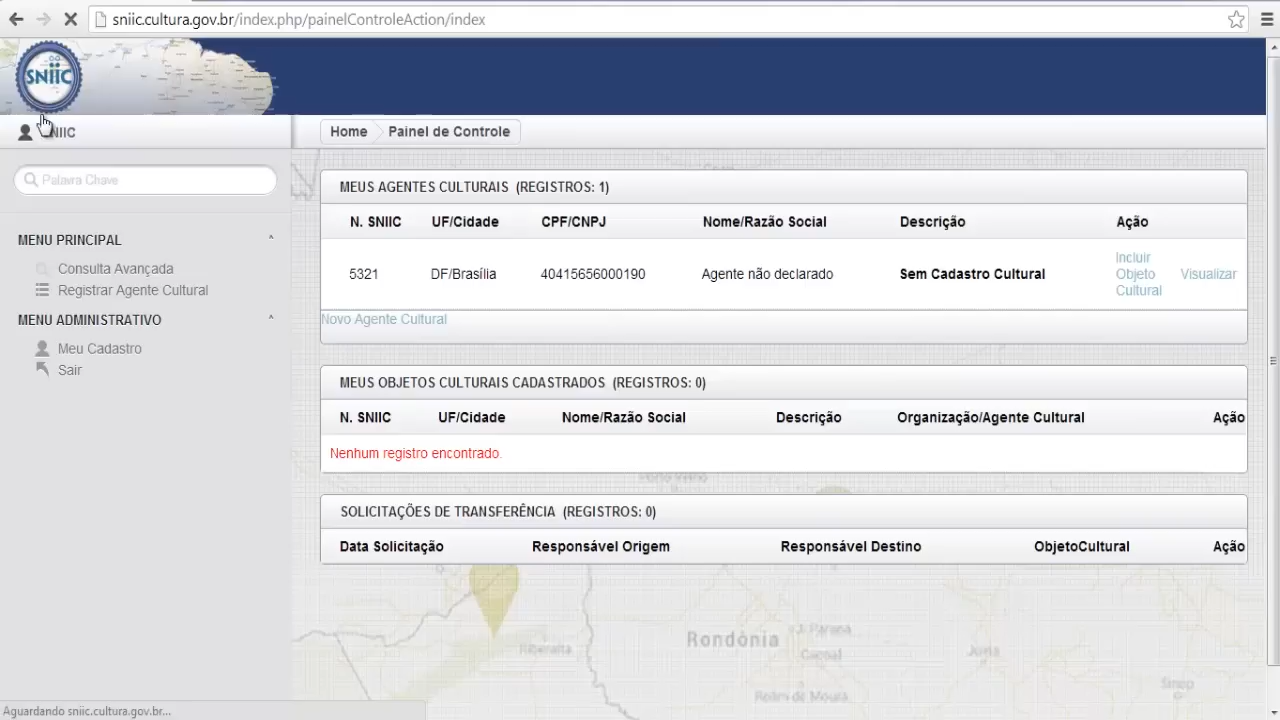 sniic.cultura.gov.br/index.php/painelControleAction/index
SNIIC
Home Painel de Controle
Palavra Chave
MENU PRINCIPAL
Consulta Avançada
Registrar Agente Cultural
MENU ADMINISTRATIVO
Meu Cadastro
Sair
MEUS AGENTES CULTURAIS (REGISTROS: 1)
N. SNIIC UF/Cidade CPF/CNPJ Nome/Razão Social Descrição Ação
5321 DF/Brasília 40415656000190 Agente não declarado Sem Cadastro Cultural Incluir Objeto Cultural Visualizar
Novo Agente Cultural
MEUS OBJETOS CULTURAIS CADASTRADOS (REGISTROS: 0)
N. SNIIC UF/Cidade Nome/Razão Social Descrição Organização/Agente Cultural Ação
Nenhum registro encontrado.
SOLICITAÇÕES DE TRANSFERÊNCIA (REGISTROS: 0)
Data Solicitação Responsável Origem Responsável Destino ObjetoCultural Ação
Rondônia
Aguardando sniic.cultura.gov.br...